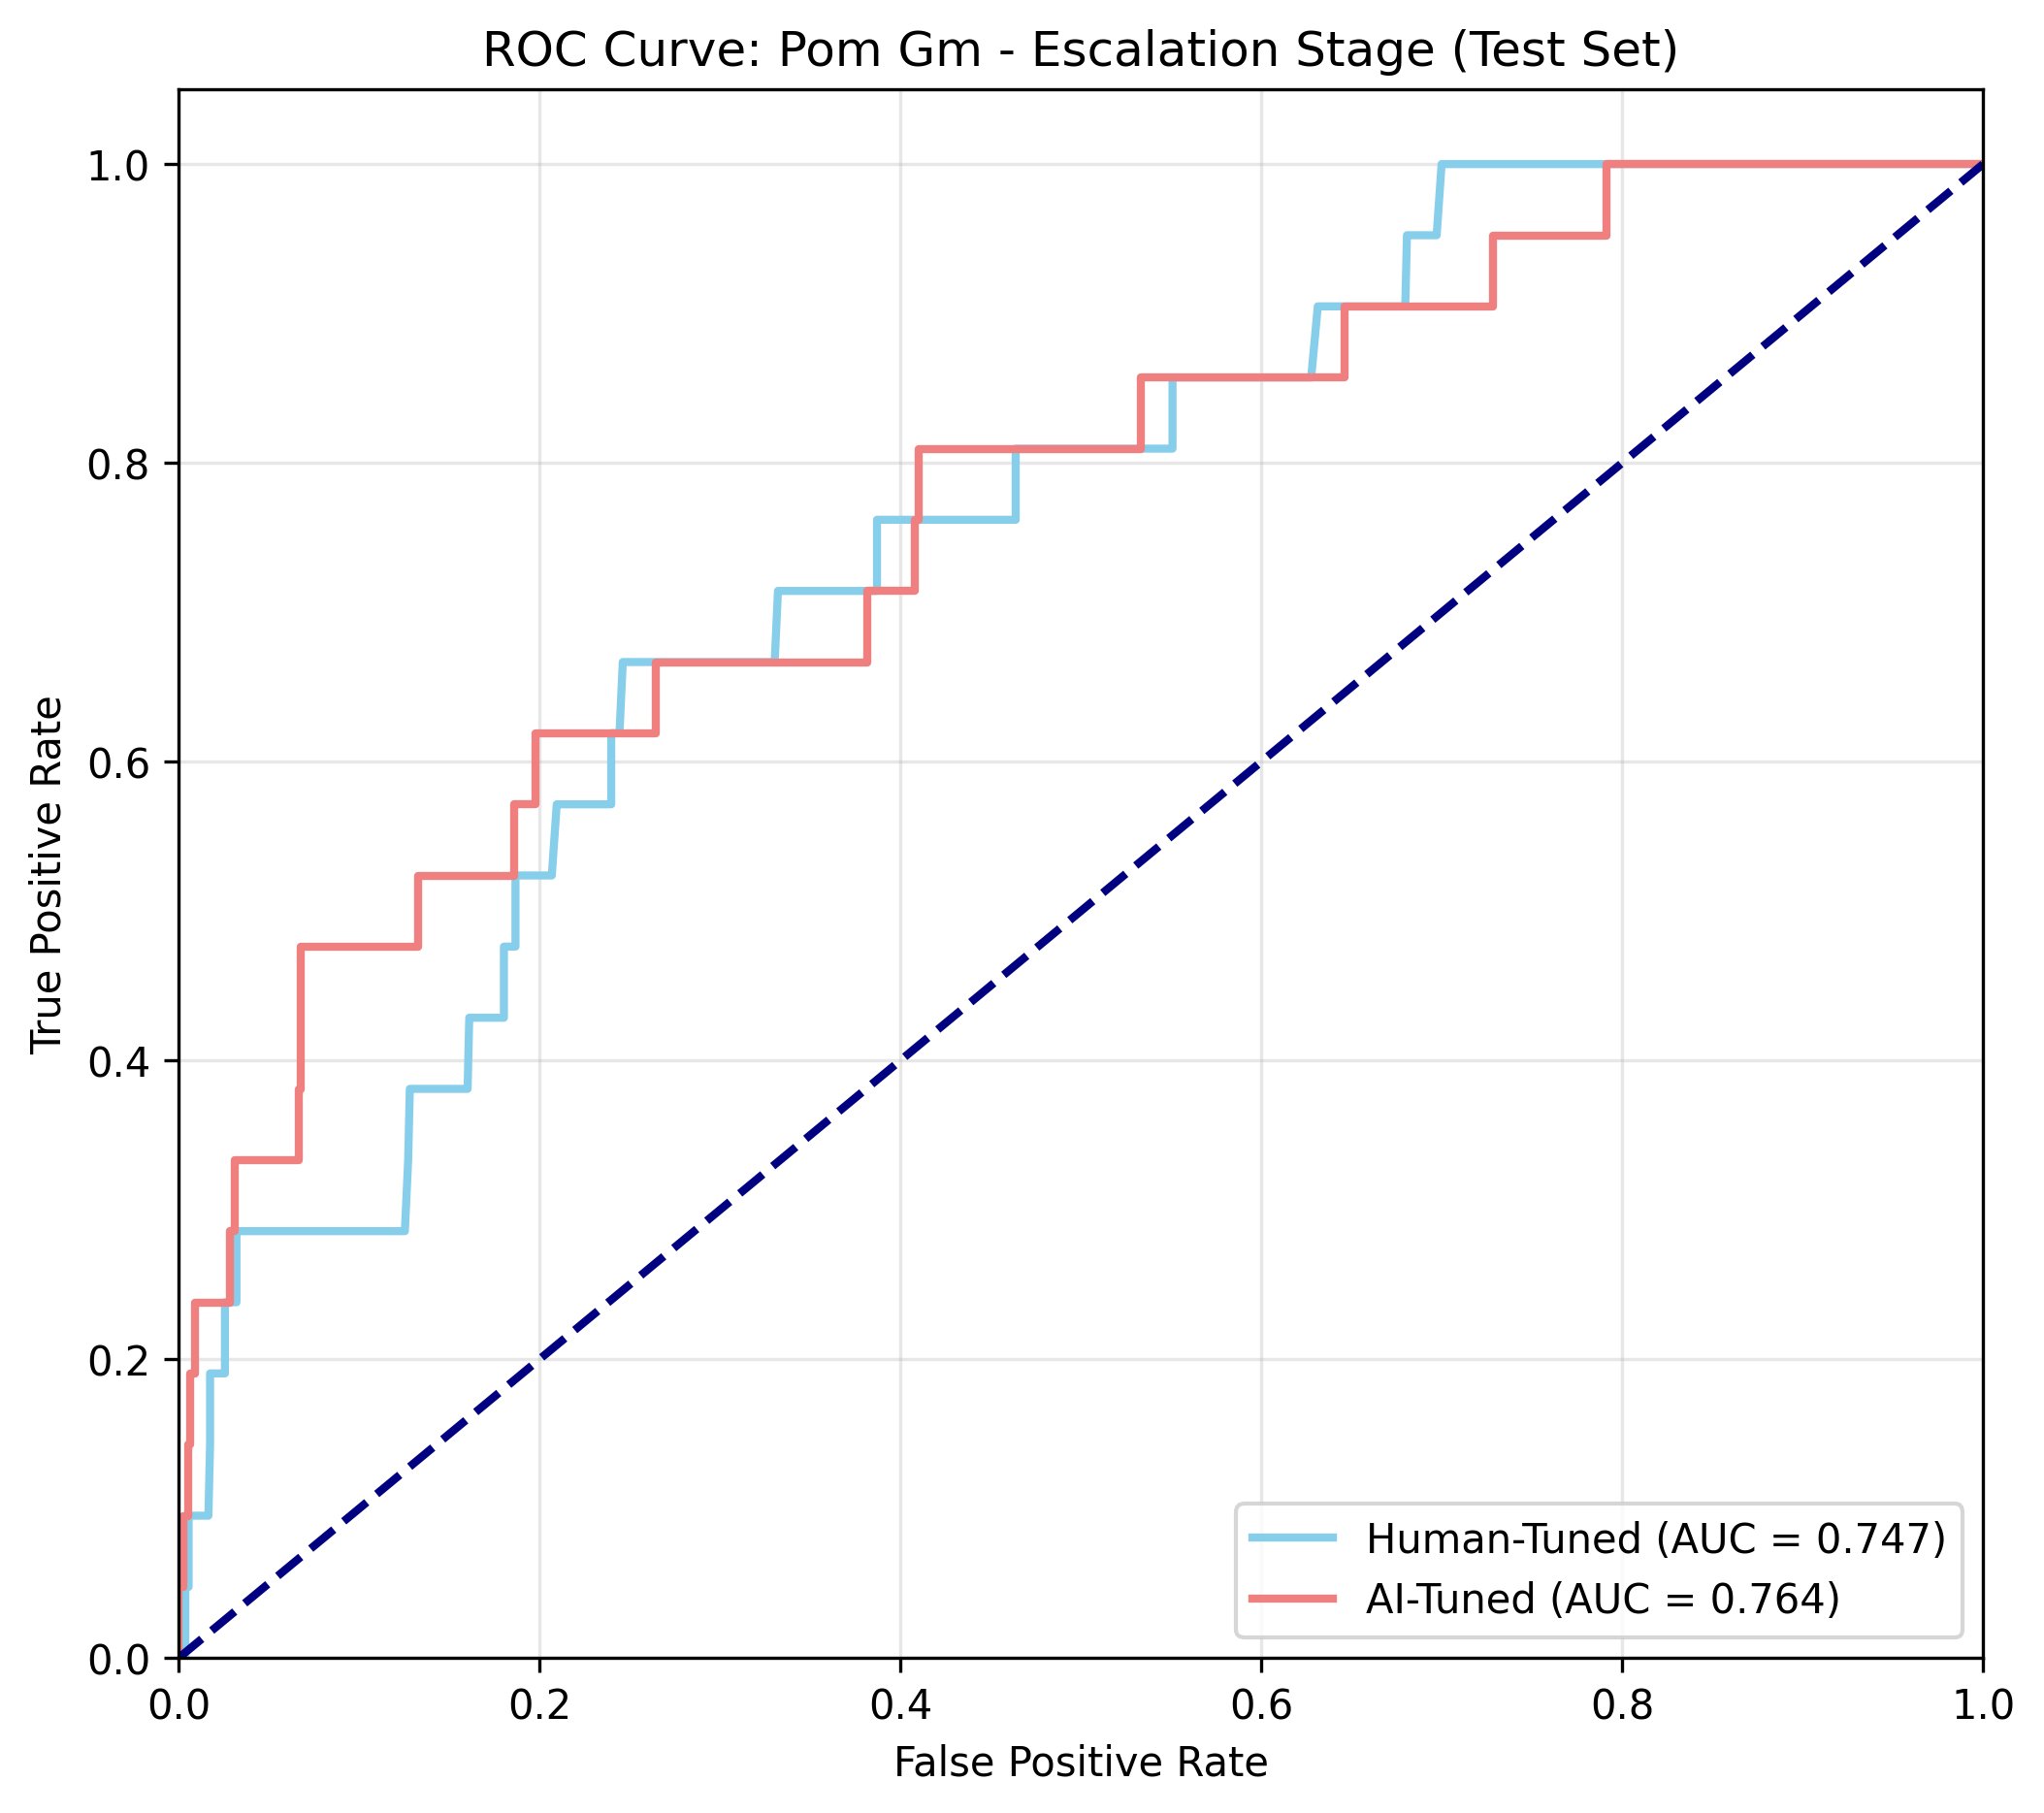 ROC Curve: Pom Gm - Escalation Stage (Test Set)
1.0
0.8
0.6
0.4
0.2
0.0
True Positive Rate
0.0 0.2 0.4 0.6 0.8 1.0
False Positive Rate
Human-Tuned (AUC = 0.747)
AI-Tuned (AUC = 0.764)